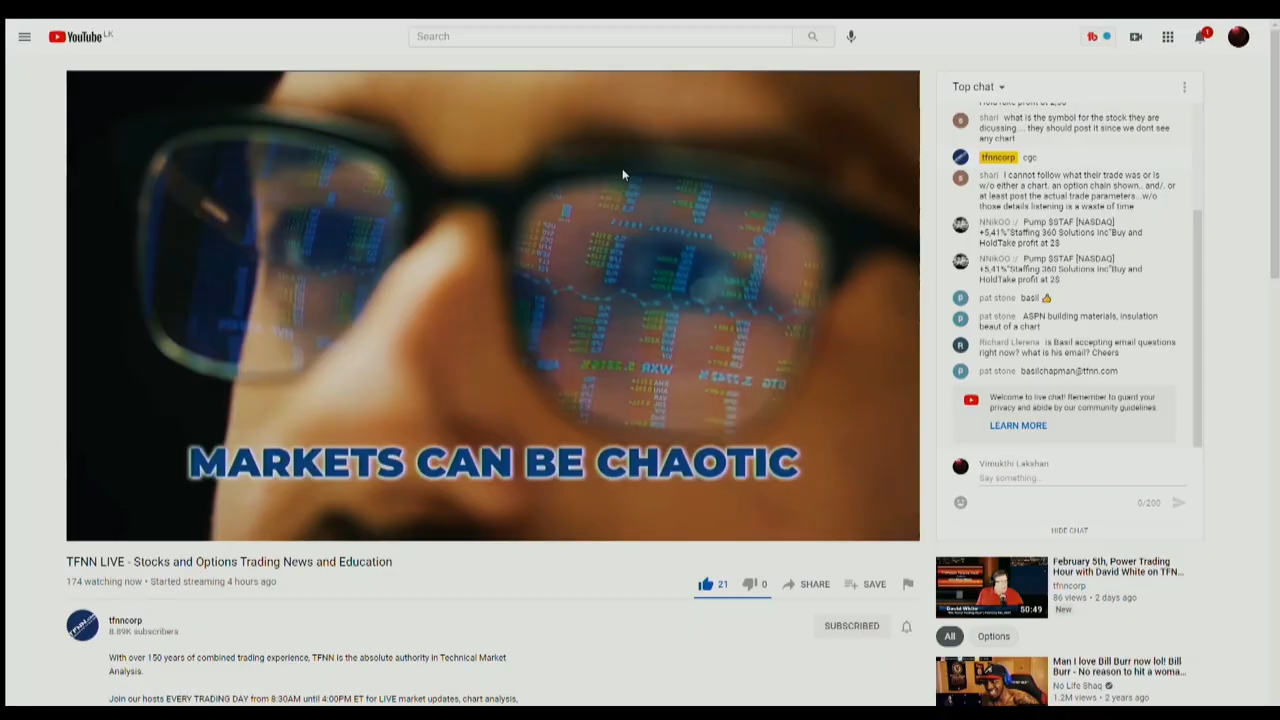 YouTube LK
Search
1
Top chat
shari what is the symbol for the stock they are
dicussing.... they should post it since we dont see
any chart
tfnncorp cgc
shari I cannot follow what their trade was or is
w/o either a chart. an option chain shown.. and/. or
at least post the actual trade parameters...w/o
those details listening is a waste of time
NNikOO :/ Pump $STAF [NASDAQ]
+5,41%"Staffing 360 Solutions Inc"Buy and
HoldTake profit at 2$
NNikOO :/ Pump $STAF [NASDAQ]
+5,41%"Staffing 360 Solutions Inc"Buy and
HoldTake profit at 2$
pat stone basil 👍
pat stone ASPN building materials, insulation
beaut of a chart
Richard Llerena is Basil accepting email questions
right now? what is his email? Cheers
pat stone basilchapman@tfnn.com
Welcome to live chat! Remember to guard your
privacy and abide by our community guidelines.
LEARN MORE
Vimukthi Lakshan
Say something...
0/200
HIDE CHAT
MARKETS CAN BE CHAOTIC
TFNN LIVE - Stocks and Options Trading News and Education
174 watching now • Started streaming 4 hours ago
21 0 SHARE SAVE
tfnncorp
8.89K subscribers
SUBSCRIBED
With over 150 years of combined trading experience, TFNN is the absolute authority in Technical Market
Analysis.
Join our hosts EVERY TRADING DAY from 8:30AM until 4:00PM ET for LIVE market updates, chart analysis,
David White
50:49
February 5th, Power Trading
Hour with David White on TFN...
tfnncorp
86 views • 2 days ago
New
All Options
Man I love Bill Burr now lol! Bill
Burr - No reason to hit a woma...
No Life Shaq
1.2M views • 2 years ago